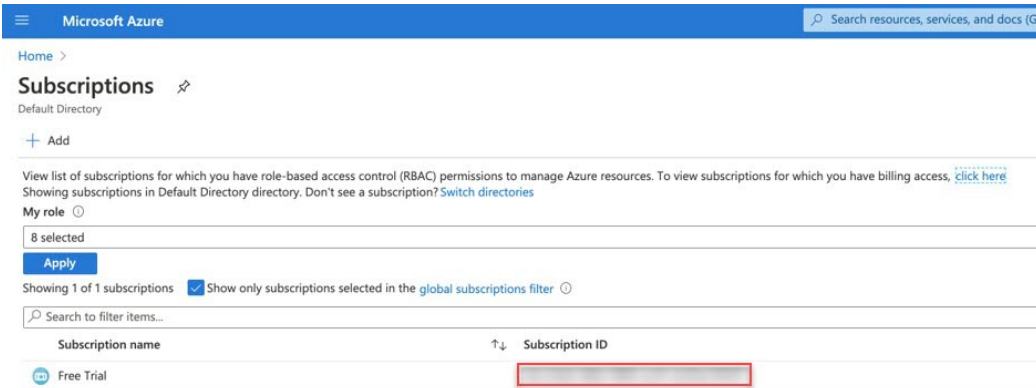 Microsoft Azure
Search resources, services, and docs (G
Home >
Subscriptions
Default Directory
+ Add
View list of subscriptions for which you have role-based access control (RBAC) permissions to manage Azure resources. To view subscriptions for which you have billing access, click here
Showing subscriptions in Default Directory directory. Don't see a subscription? Switch directories
My role
8 selected
Apply
Showing 1 of 1 subscriptions Show only subscriptions selected in the global subscriptions filter
Search to filter items...
Subscription name ↑↓ Subscription ID
Free Trial